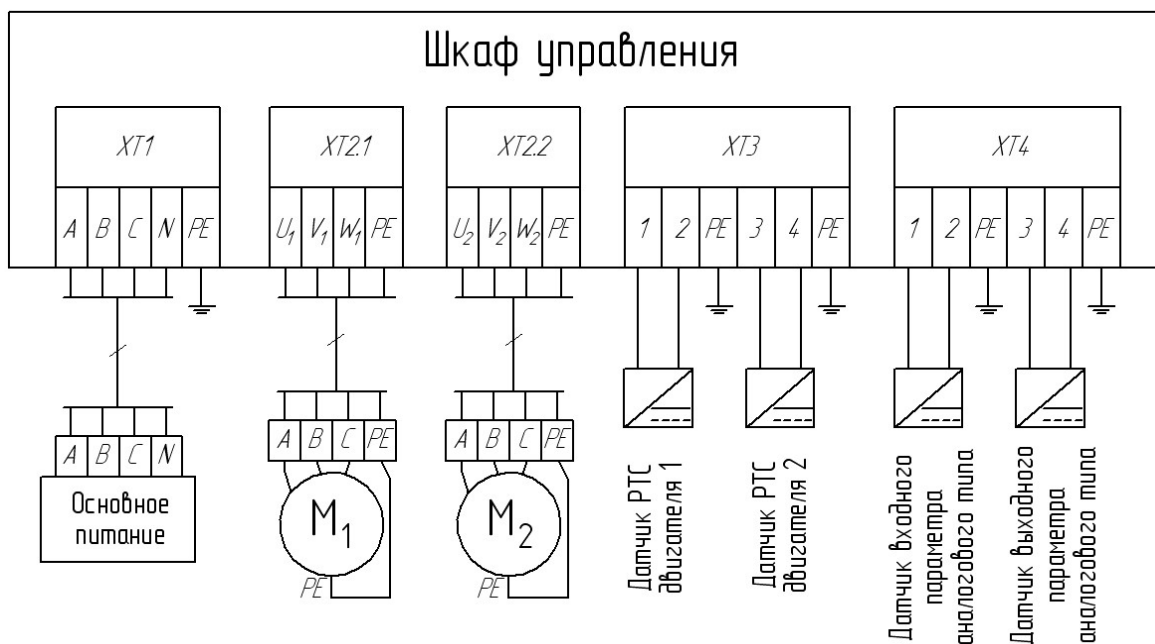 Шкаф управления
XT1
XT2.1
XT2.2
XT3
XT4
A B C N PE
U₁ V₁ W₁ PE
U₂ V₂ W₂ PE
1 2 PE 3 4 PE
1 2 PE 3 4 PE
A B C N
Основное
питание
A B C PE
M₁
PE
A B C PE
M₂
PE
Датчик PTC
двигателя 1
Датчик PTC
двигателя 2
Датчик входного
параметра
аналогового типа
Датчик выходного
параметра
аналогового типа